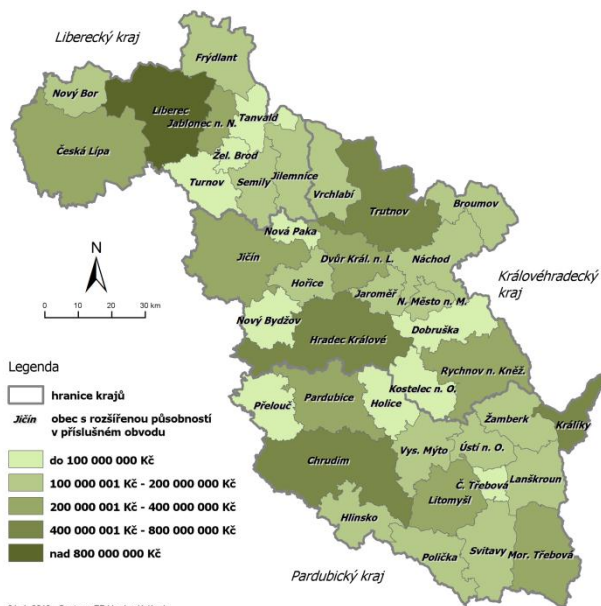 Liberecký kraj
Frýdlant
Nový Bor
Liberec
Jablonec n. N.
Tanvald
Česká Lípa
Žel. Brod
Turnov
Semily
Jilemnice
Vrchlabí
Trutnov
Broumov
Nová Paka
N
Jičín
Dvůr Král. n. L.
Náchod
Královéhradecký
kraj
Hořice
Jaroměř
N. Město n. M.
0 10 20 30 km
Nový Bydžov
Dobruška
Hradec Králové
Rychnov n. Kněž.
Legenda
hranice krajů
Jičín obec s rozšířenou působností
v příslušném obvodu
do 100 000 000 Kč
100 000 001 Kč - 200 000 000 Kč
200 000 001 Kč - 400 000 000 Kč
400 000 001 Kč - 800 000 000 Kč
nad 800 000 000 Kč
Kostelec n. O.
Přelouč
Pardubice
Holice
Žamberk
Králíky
Vys. Mýto
Ústí n. O.
Chrudim
Č. Třebová
Lanškroun
Litomyšl
Hlinsko
Polička
Svitavy
Mor. Třebová
Pardubický kraj